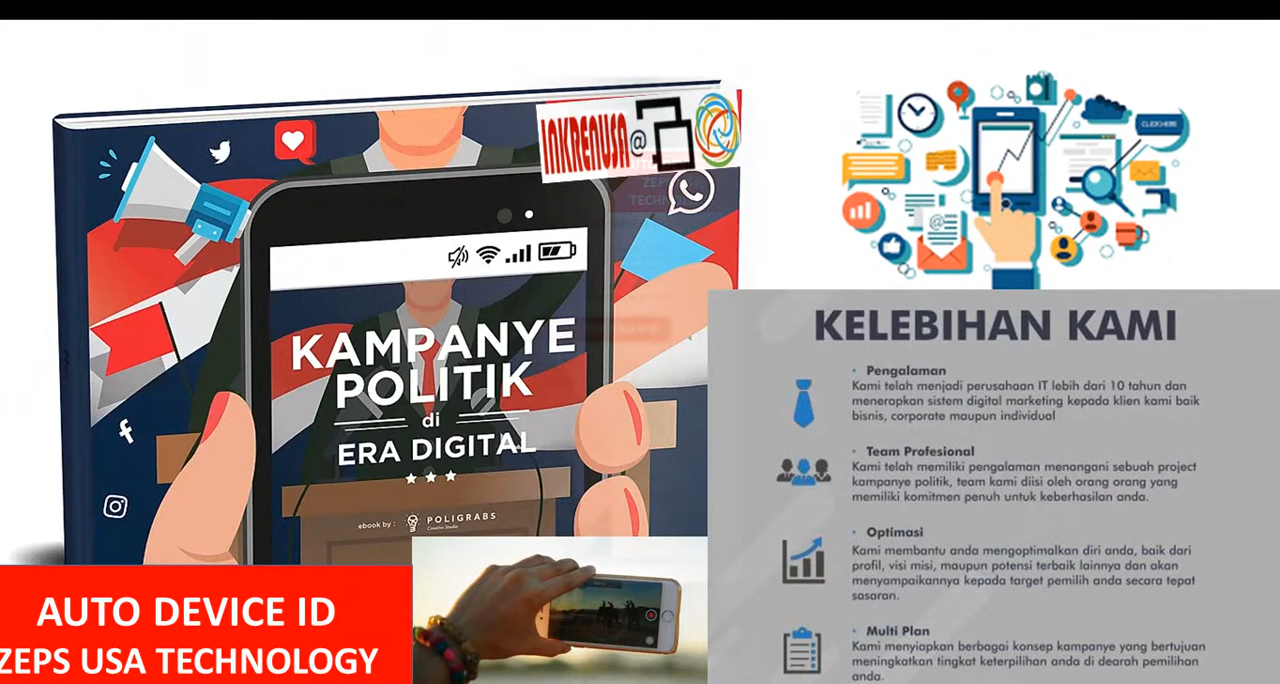 INKRENUSA@
KAMPANYE
POLITIK
di
ERA DIGITAL
ebook by :
POLIGRABS
Creative Studio
AUTO DEVICE ID
ZEPS USA TECHNOLOGY
KELEBIHAN KAMI
• Pengalaman
Kami telah menjadi perusahaan IT lebih dari 10 tahun dan
menerapkan sistem digital marketing kepada klien kami baik
bisnis, corporate maupun individual
• Team Profesional
Kami telah memiliki pengalaman menangani sebuah project
kampanye politik, team kami diisi oleh orang orang yang
memiliki komitmen penuh untuk keberhasilan anda.
• Optimasi
Kami membantu anda mengoptimalkan diri anda, baik dari
profil, visi misi, maupun potensi terbaik lainnya dan akan
menyampaikannya kepada target pemilih anda secara tepat
sasaran.
• Multi Plan
Kami menyiapkan berbagai konsep kampanye yang bertujuan
meningkatkan tingkat keterpilihan anda di dearah pemilihan
anda.